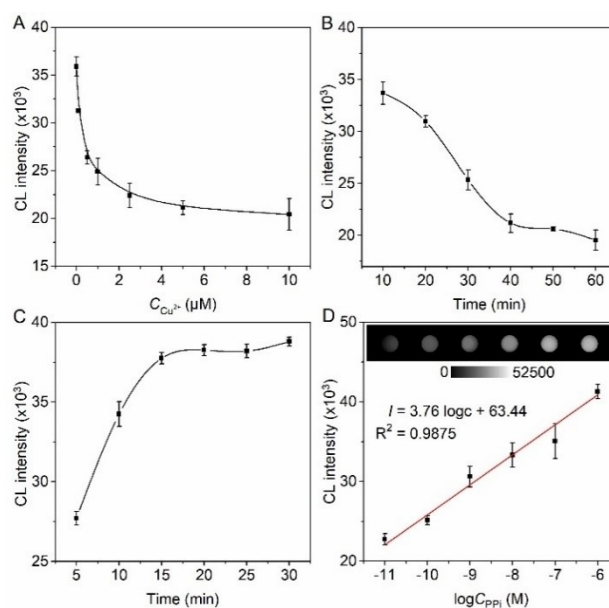 A
CL intensity (x10³)
40
35
30
25
20
15
0 2 4 6 8 10
C_Cu²⁺ (µM)
B
CL intensity (x10³)
40
35
30
25
20
10 20 30 40 50 60
Time (min)
C
CL intensity (x10³)
40
35
30
25
5 10 15 20 25 30
Time (min)
D
CL intensity (x10³)
50
40
30
20
0 52500
I = 3.76 logc + 63.44
R² = 0.9875
-11 -10 -9 -8 -7 -6
logC_PPi (M)